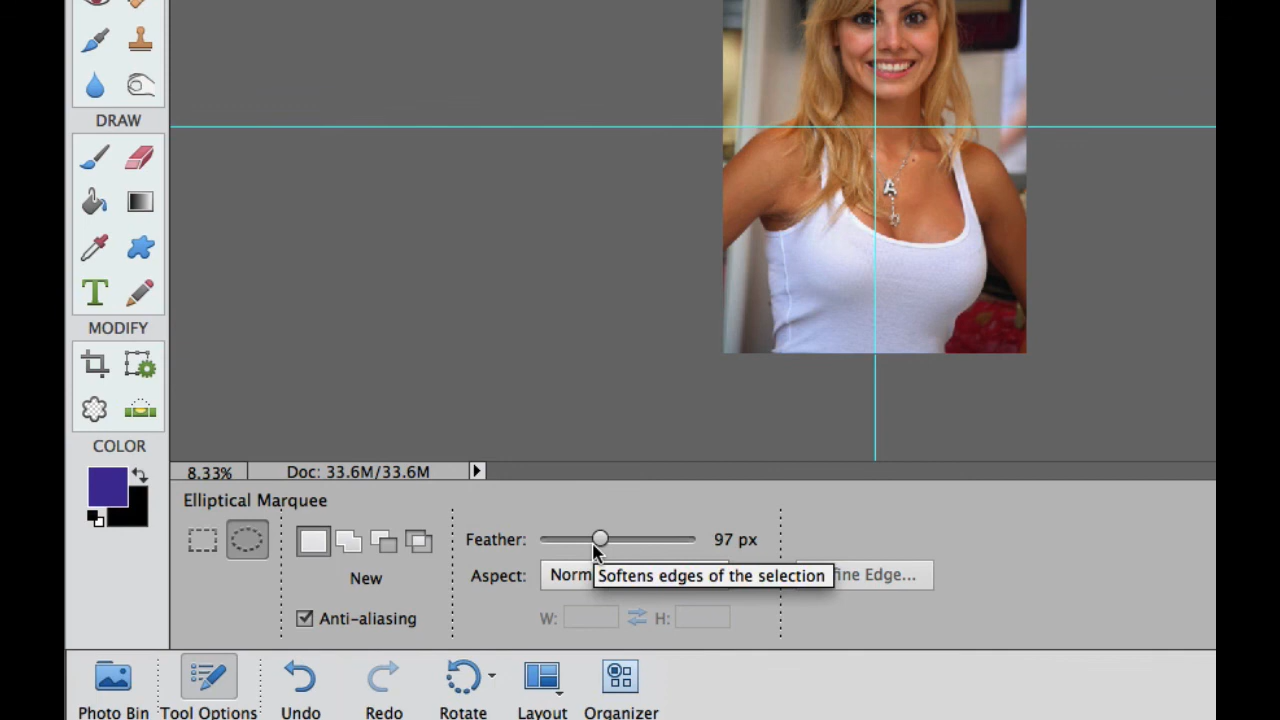 DRAW
A
T
MODIFY
COLOR
8.33%
Doc: 33.6M/33.6M
Elliptical Marquee
Feather:
97 px
New
Aspect:
Norm
Softens edges of the selection
fine Edge...
Anti-aliasing
W:
H:
Photo Bin
Tool Options
Undo
Redo
Rotate
Layout
Organizer